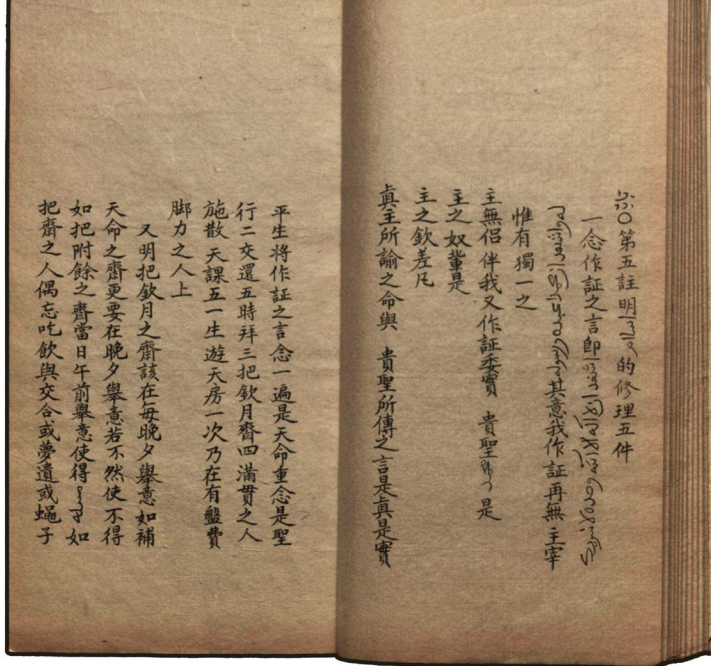 ○第五註明的修理五件
一念作証之言卽
其意我作証再無 主宰
惟有獨一之
主無侶伴我又作証委實 貴聖 是
主之奴輩是
主之欽差凡
眞主所諭之命與 貴聖所傳之言是眞是實
平生將作証之言念一遍是天命重念是聖
行二交還五時拜三把欽月齋四滿貫之人
施散 天課五一生 遊天房一次乃在有盤費
脚力之人上
又明把欽月之齋該在每晚夕舉意如補
天命之齋更要在晚夕舉意若不然使不得
如把附餘之齋當日午前舉意使得 如
把齋之人偶忘吃飲與交合或夢遺或蠅子